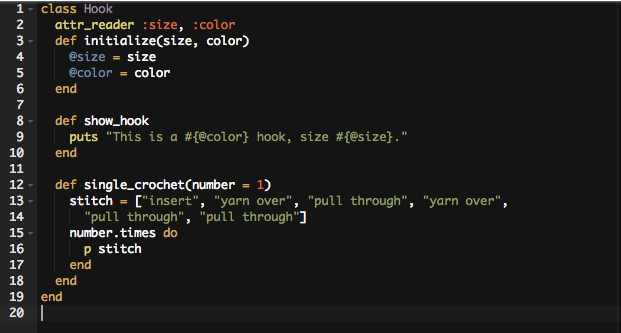 1 class Hook
2   attr_reader :size, :color
3   def initialize(size, color)
4     @size = size
5     @color = color
6   end
7
8   def show_hook
9     puts "This is a #{@color} hook, size #{@size}."
10   end
11
12   def single_crochet(number = 1)
13     stitch = ["insert", "yarn over", "pull through", "yarn over",
14       "pull through", "pull through"]
15     number.times do
16       p stitch
17     end
18   end
19 end
20